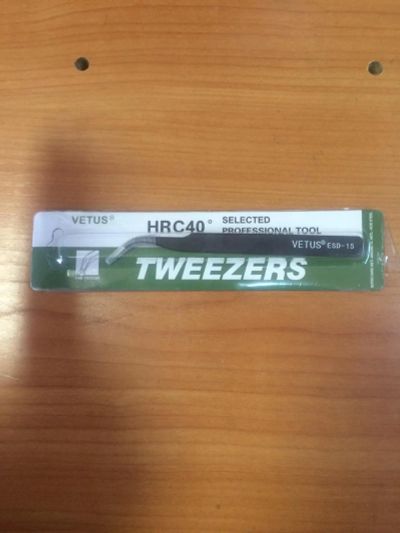 VETUS®
HRC40°
SELECTED
PROFESSIONAL TOOL
VETUS® ESD-15
TWEEZERS